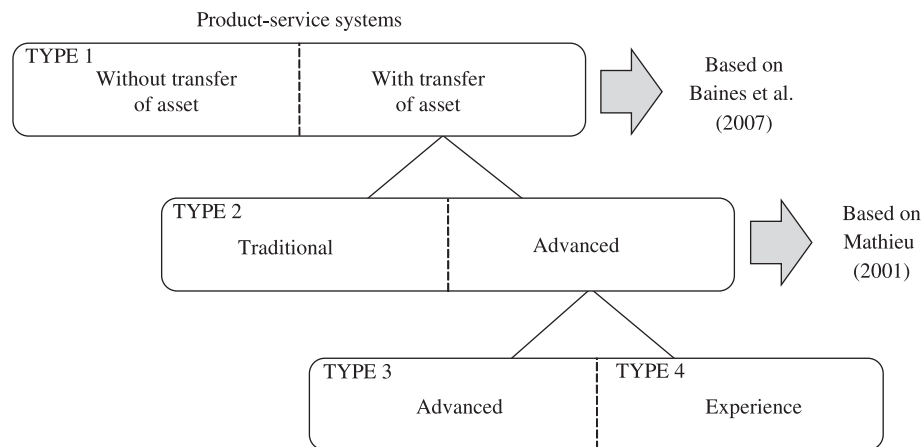 Product-service systems
TYPE 1
Without transfer
of asset
With transfer
of asset
Based on
Baines et al.
(2007)
TYPE 2
Traditional
Advanced
Based on
Mathieu
(2001)
TYPE 3
Advanced
TYPE 4
Experience